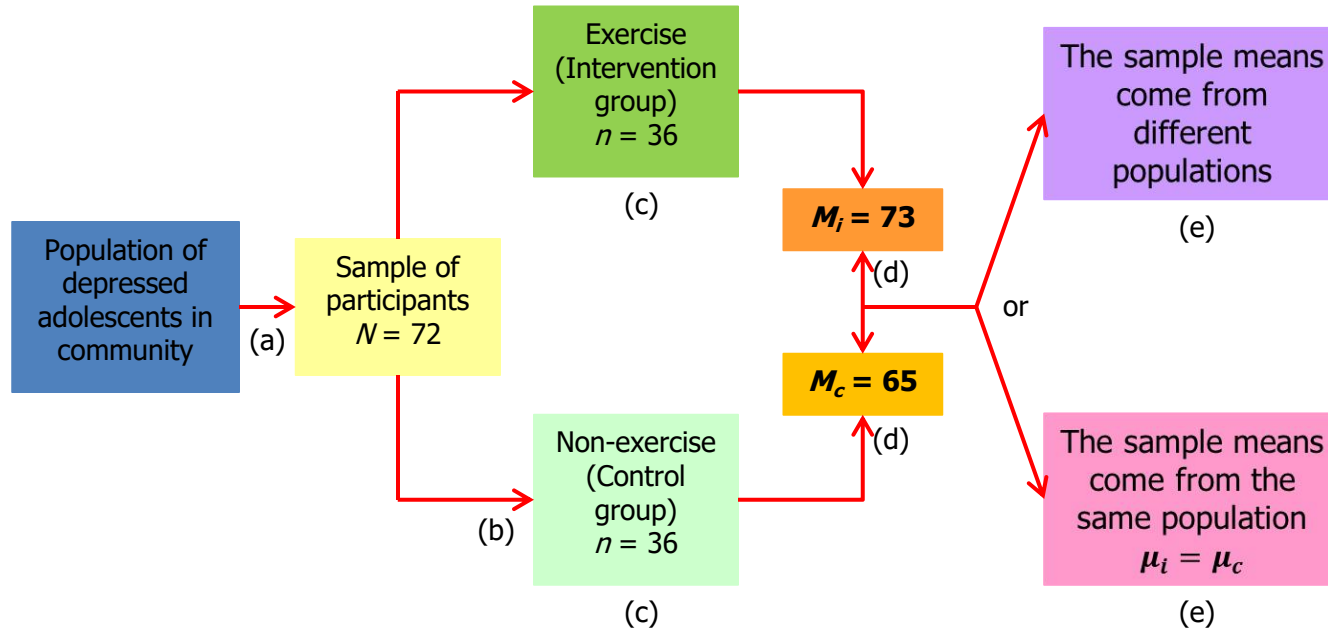 Population of
depressed
adolescents in
community
(a)
Sample of
participants
N = 72
Exercise
(Intervention
group)
n = 36
(c)
(b)
Non-exercise
(Control
group)
n = 36
(c)
M_i = 73
(d)
M_c = 65
(d)
or
The sample means
come from
different
populations
(e)
The sample means
come from the
same population
μ_i = μ_c
(e)